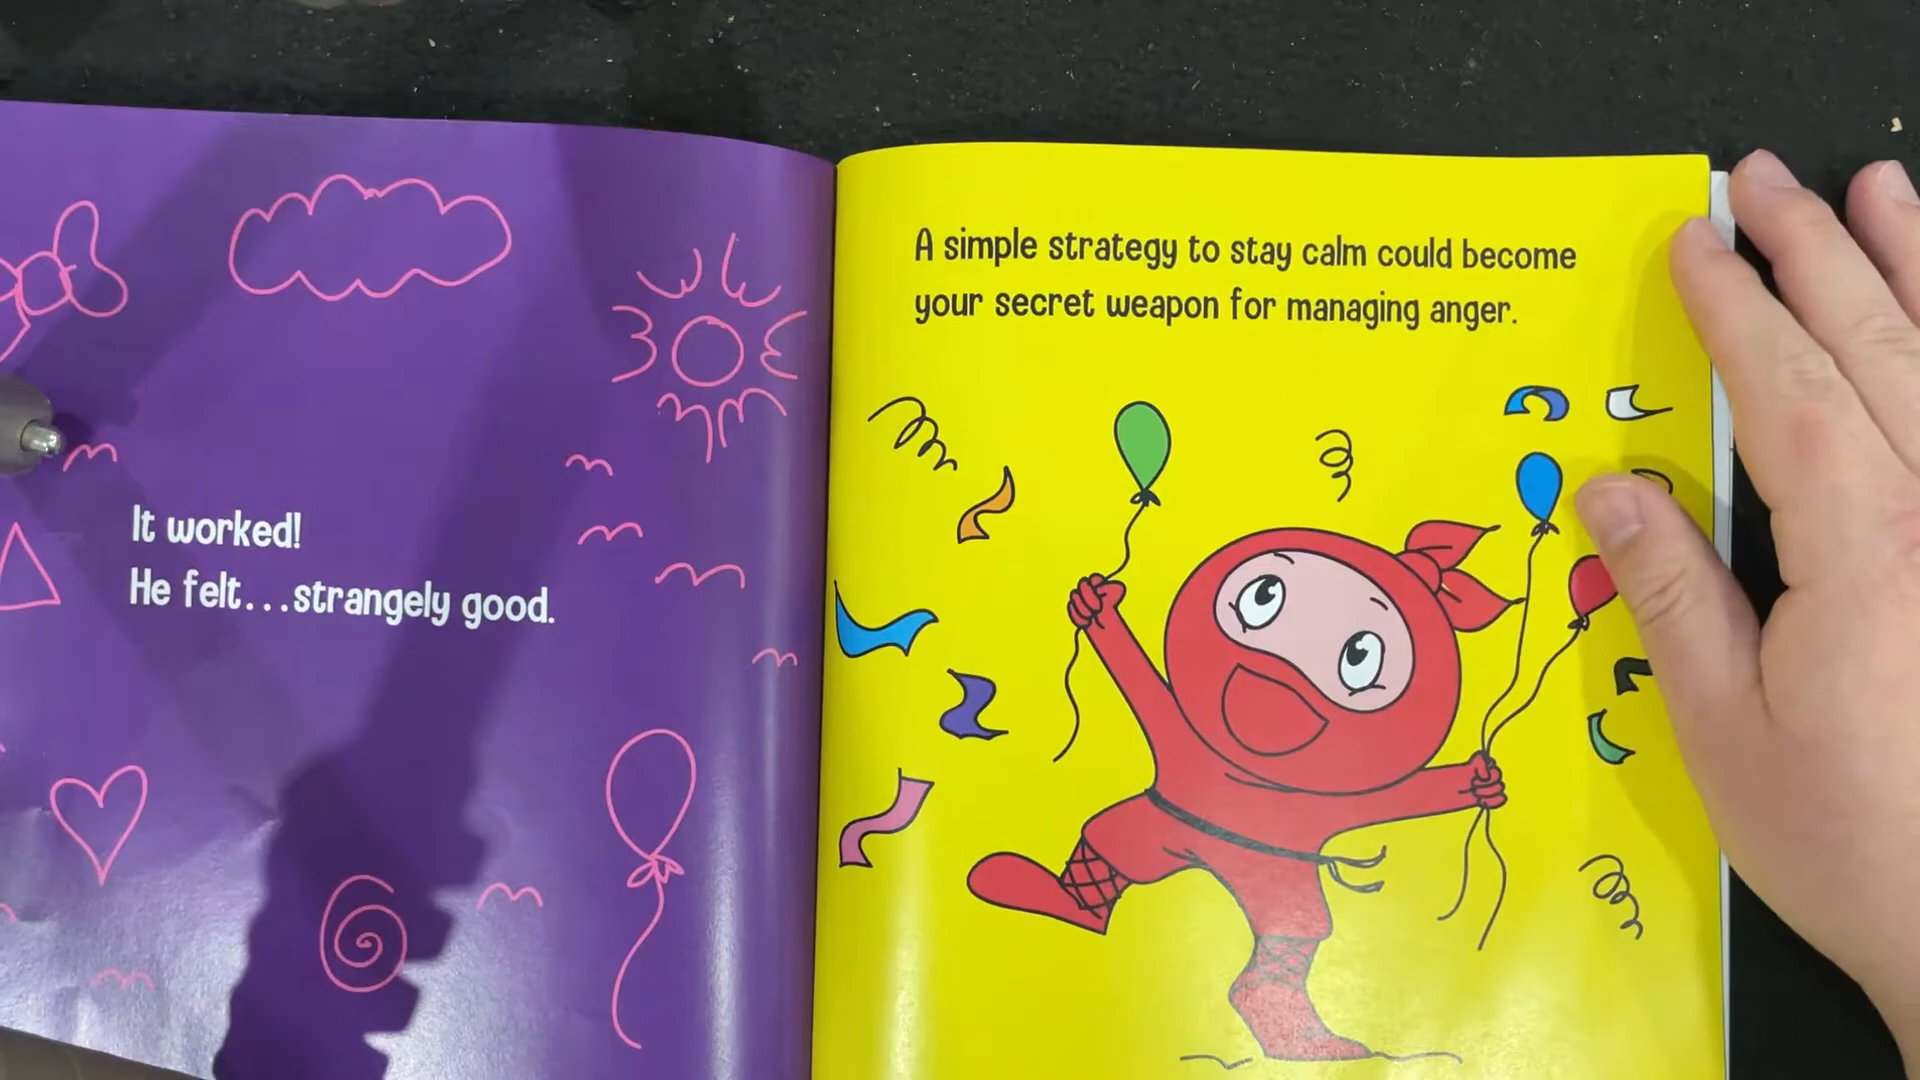 It worked!
He felt...strangely good.
A simple strategy to stay calm could become
your secret weapon for managing anger.